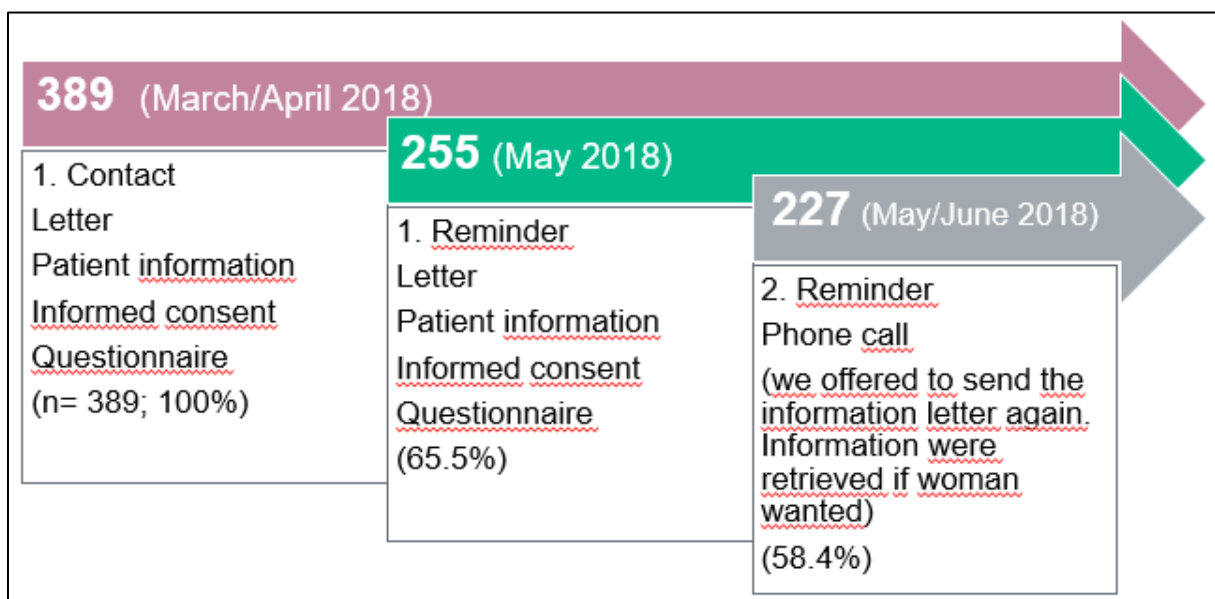 389 (March/April 2018)
1. Contact
Letter
Patient information
Informed consent
Questionnaire
(n= 389; 100%)
255 (May 2018)
1. Reminder
Letter
Patient information
Informed consent
Questionnaire
(65.5%)
227 (May/June 2018)
2. Reminder
Phone call
(we offered to send the
information letter again.
Information were
retrieved if woman
wanted)
(58.4%)